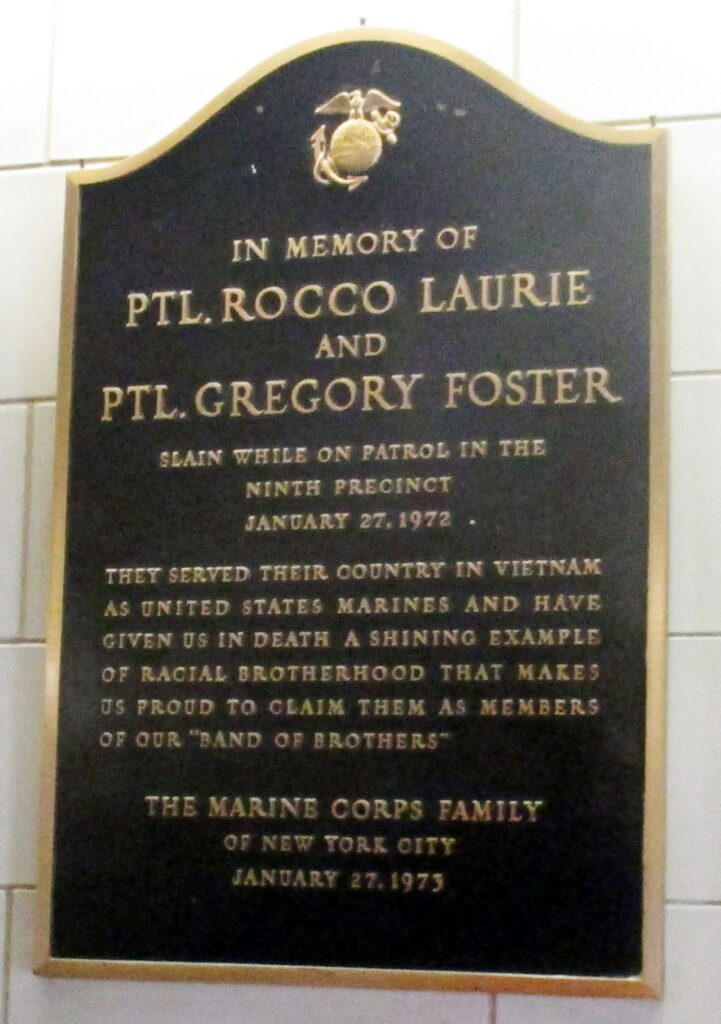 IN MEMORY OF
PTL. ROCCO LAURIE
AND
PTL. GREGORY FOSTER
SLAIN WHILE ON PATROL IN THE
NINTH PRECINCT
JANUARY 27, 1972
THEY SERVED THEIR COUNTRY IN VIETNAM
AS UNITED STATES MARINES AND HAVE
GIVEN US IN DEATH A SHINING EXAMPLE
OF RACIAL BROTHERHOOD THAT MAKES
US PROUD TO CLAIM THEM AS MEMBERS
OF OUR "BAND OF BROTHERS"
THE MARINE CORPS FAMILY
OF NEW YORK CITY
JANUARY 27, 1973